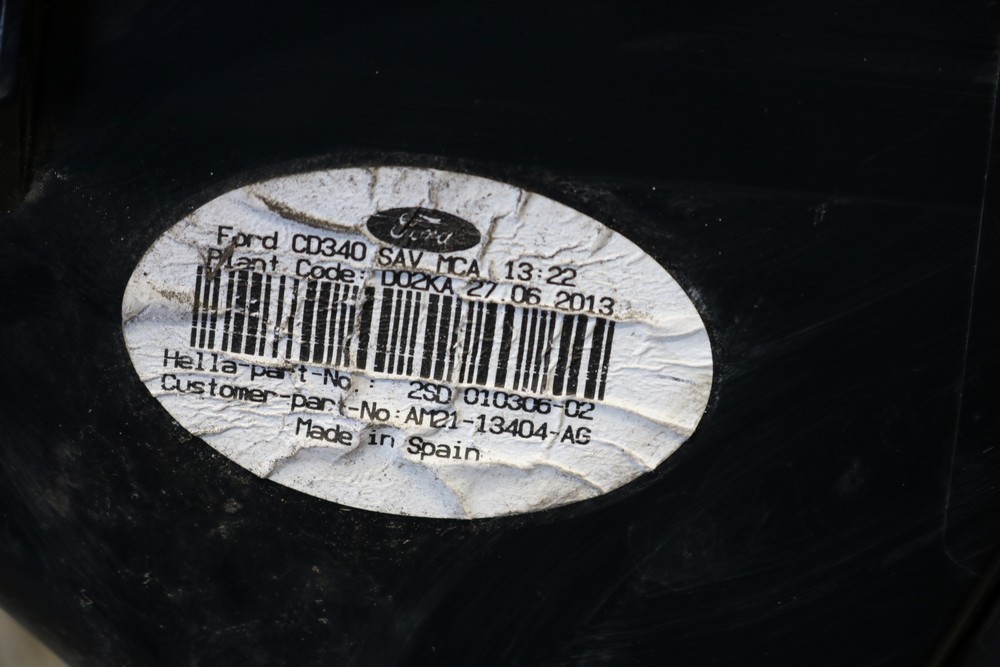 Ford
Ford CD340 SAV MCA 13:22
Plant Code: D02KA 27.06.2013
Hella-part-No.: 2SD 010306-02
Customer-part-No:AM21-13404-AG
Made in Spain